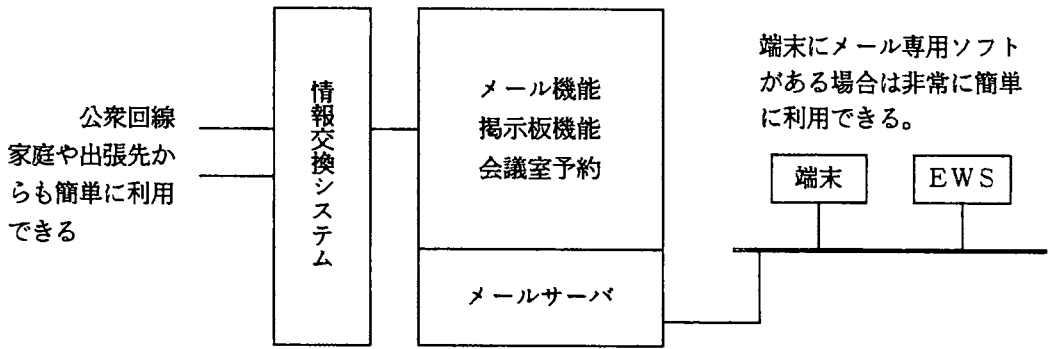 公衆回線
家庭や出張先か
らも簡単に利用
できる
情報交換システム
メール機能
掲示板機能
会議室予約
メールサーバ
端末にメール専用ソフト
がある場合は非常に簡単
に利用できる。
端末
EWS